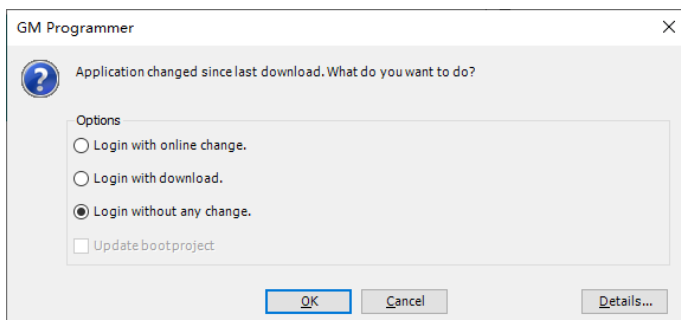 GM Programmer
Application changed since last download. What do you want to do?
Options
Login with online change.
Login with download.
Login without any change.
Update bootproject
OK
Cancel
Details...